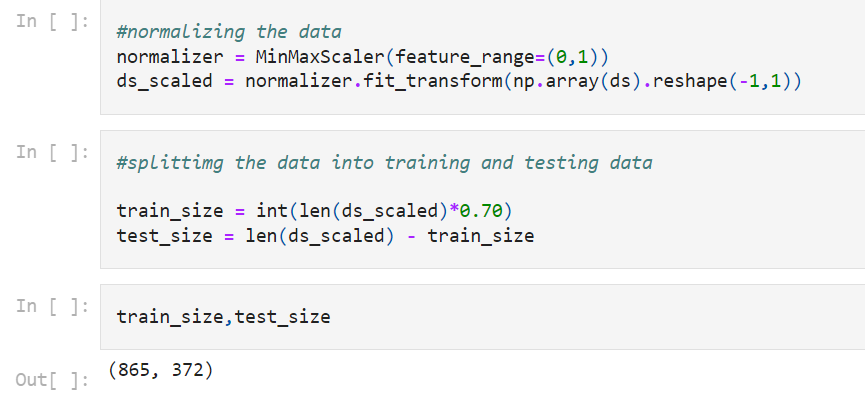 In [ ]:
#normalizing the data
normalizer = MinMaxScaler(feature_range=(0,1))
ds_scaled = normalizer.fit_transform(np.array(ds).reshape(-1,1))
In [ ]:
#splittimg the data into training and testing data
train_size = int(len(ds_scaled)*0.70)
test_size = len(ds_scaled) - train_size
In [ ]:
train_size,test_size
Out[ ]:
(865, 372)